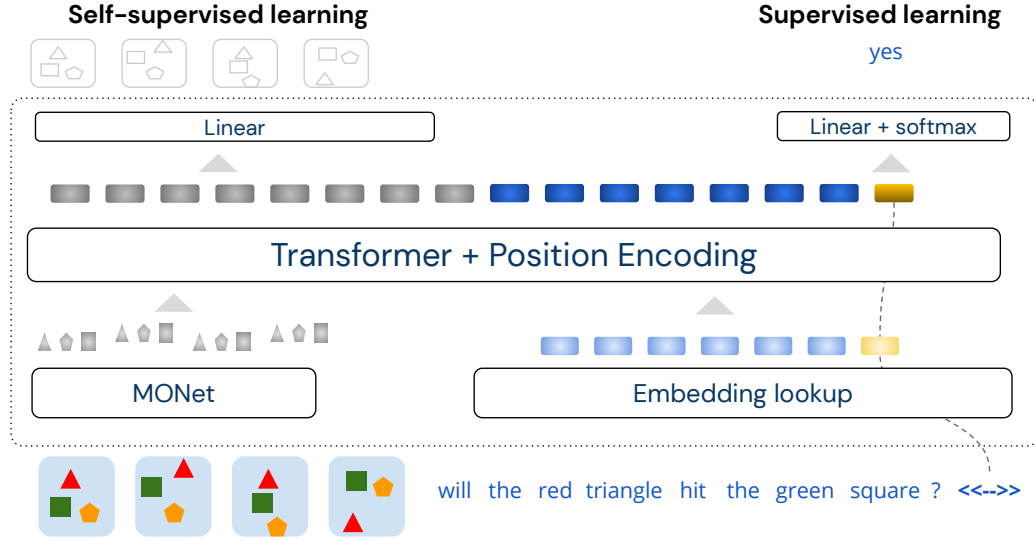 Self-supervised learning
Supervised learning
yes
Linear
Linear + softmax
Transformer + Position Encoding
MONet
Embedding lookup
will the red triangle hit the green square ? <<-->>